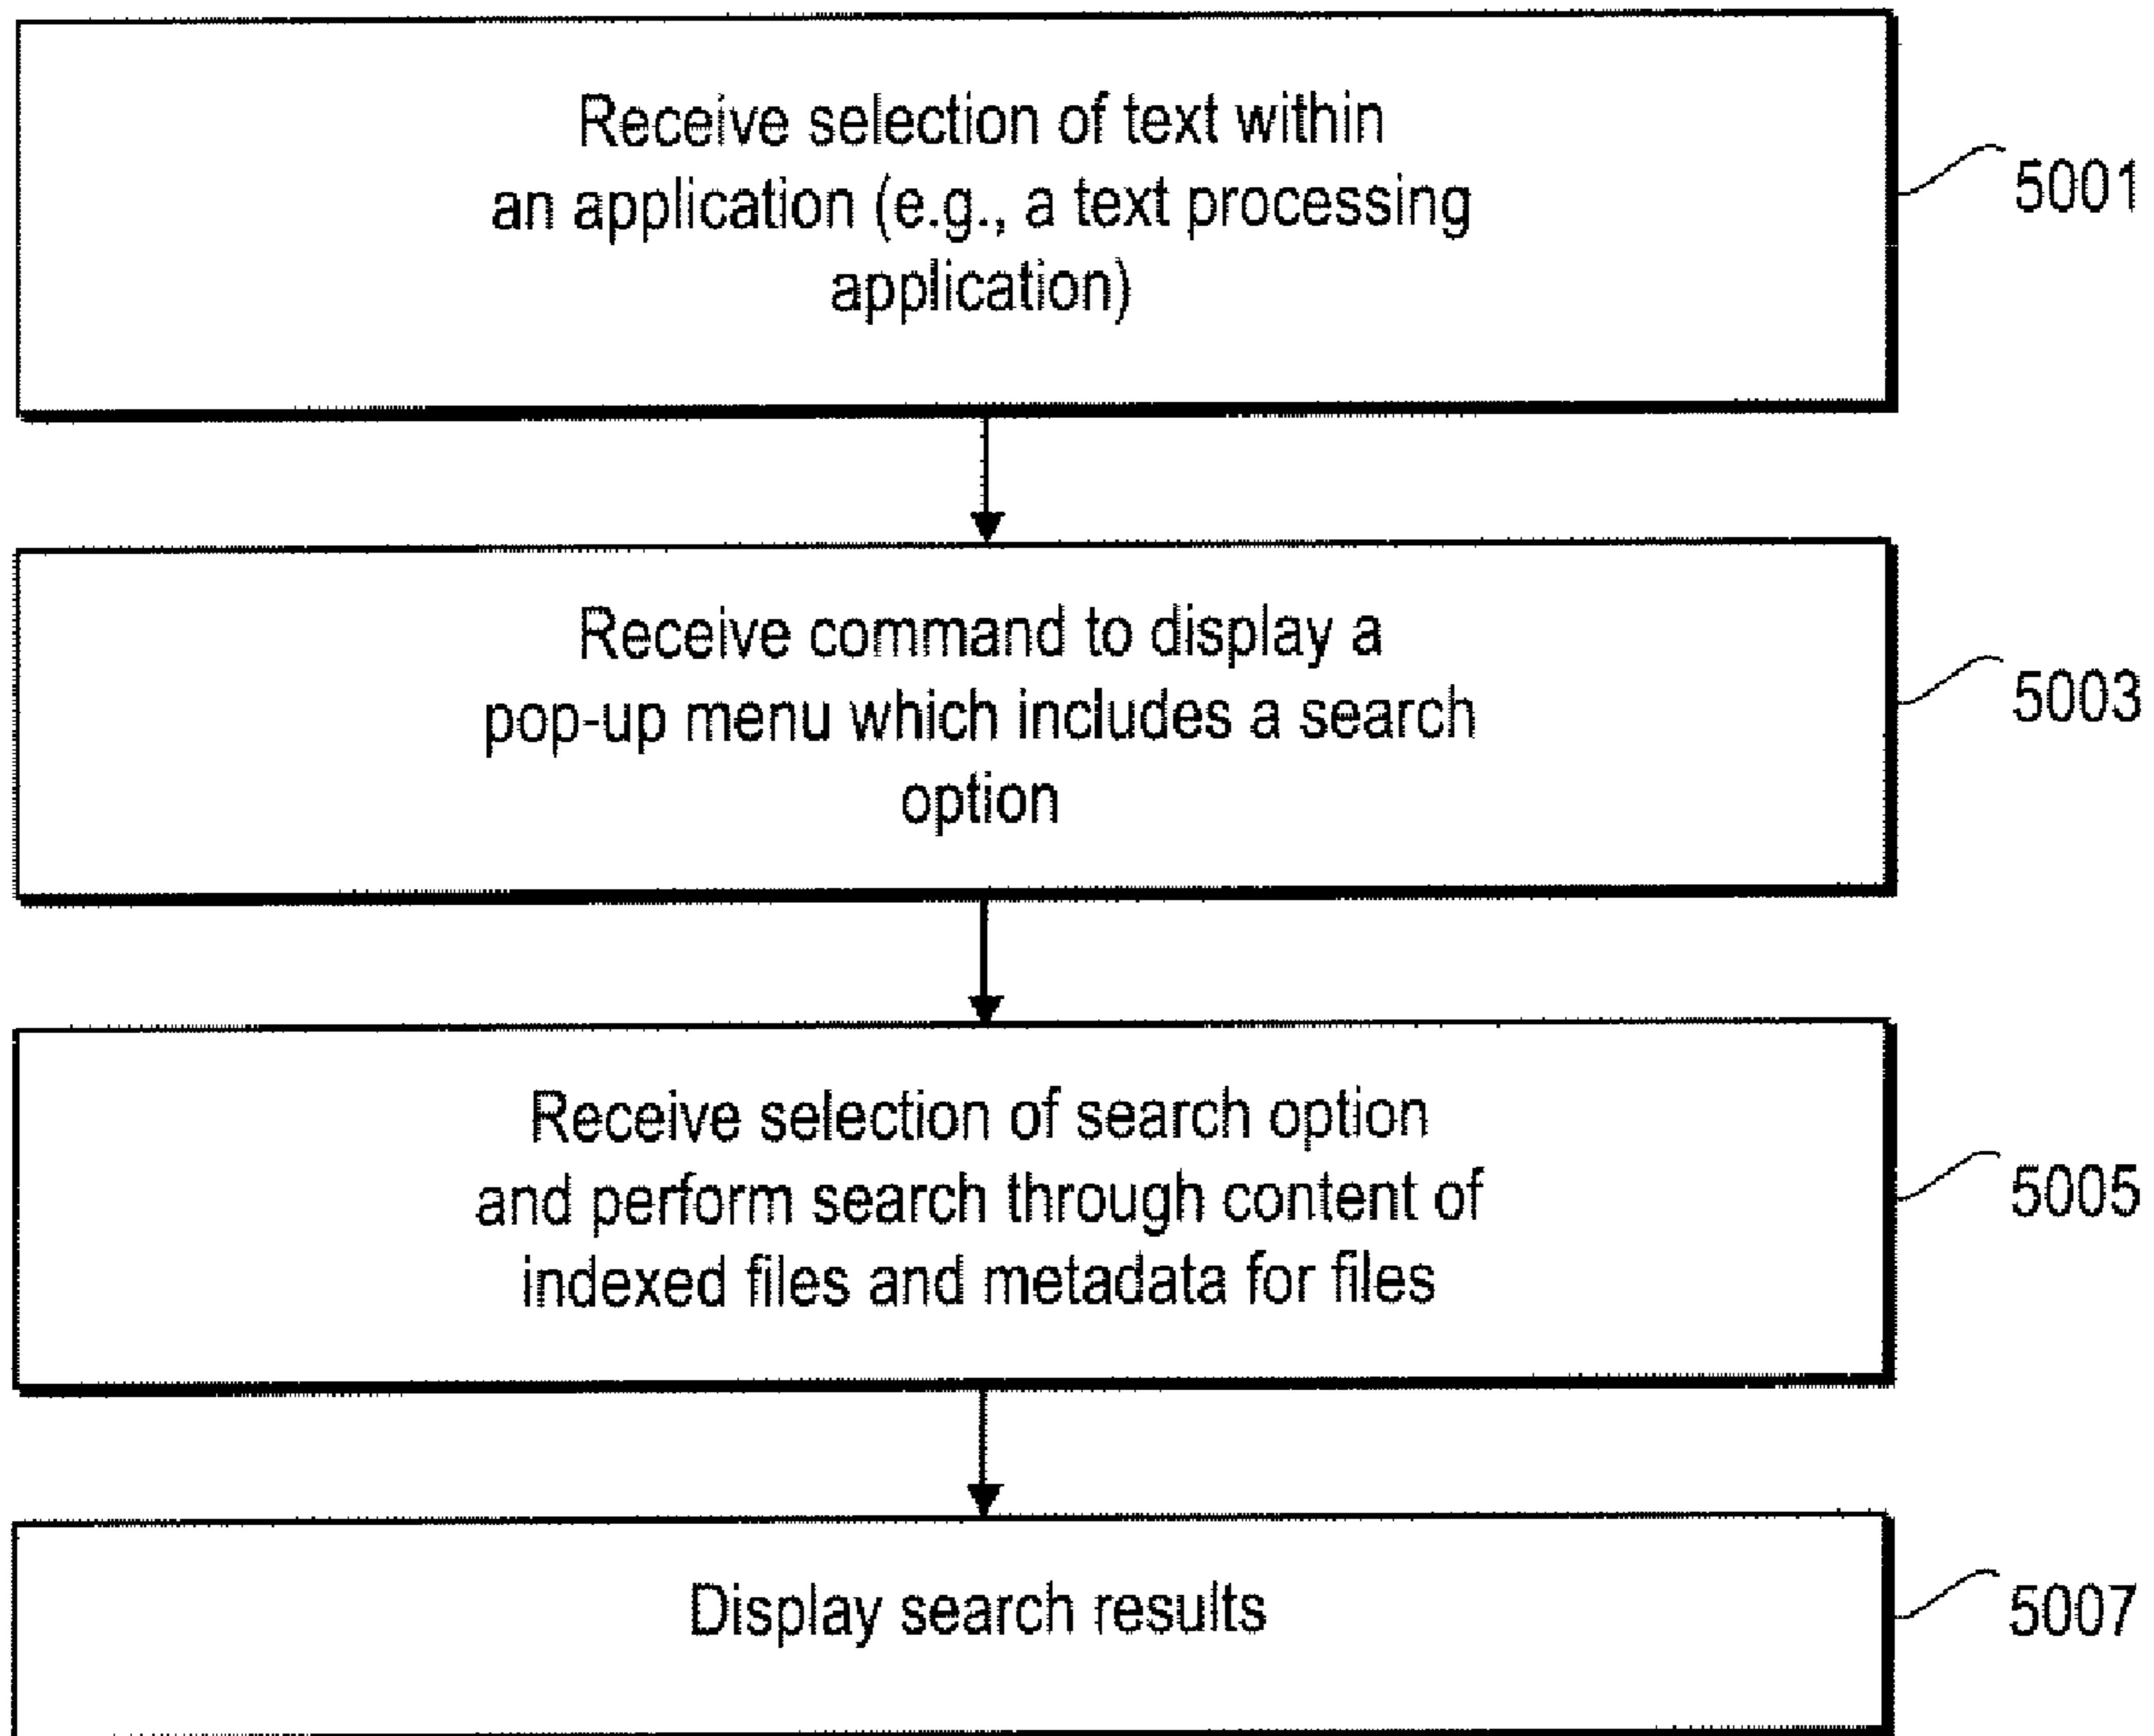 Receive selection of text within
an application (e.g., a text processing
application)
5001
Receive command to display a
pop-up menu which includes a search
option
5003
Receive selection of search option
and perform search through content of
indexed files and metadata for files
5005
Display search results
5007